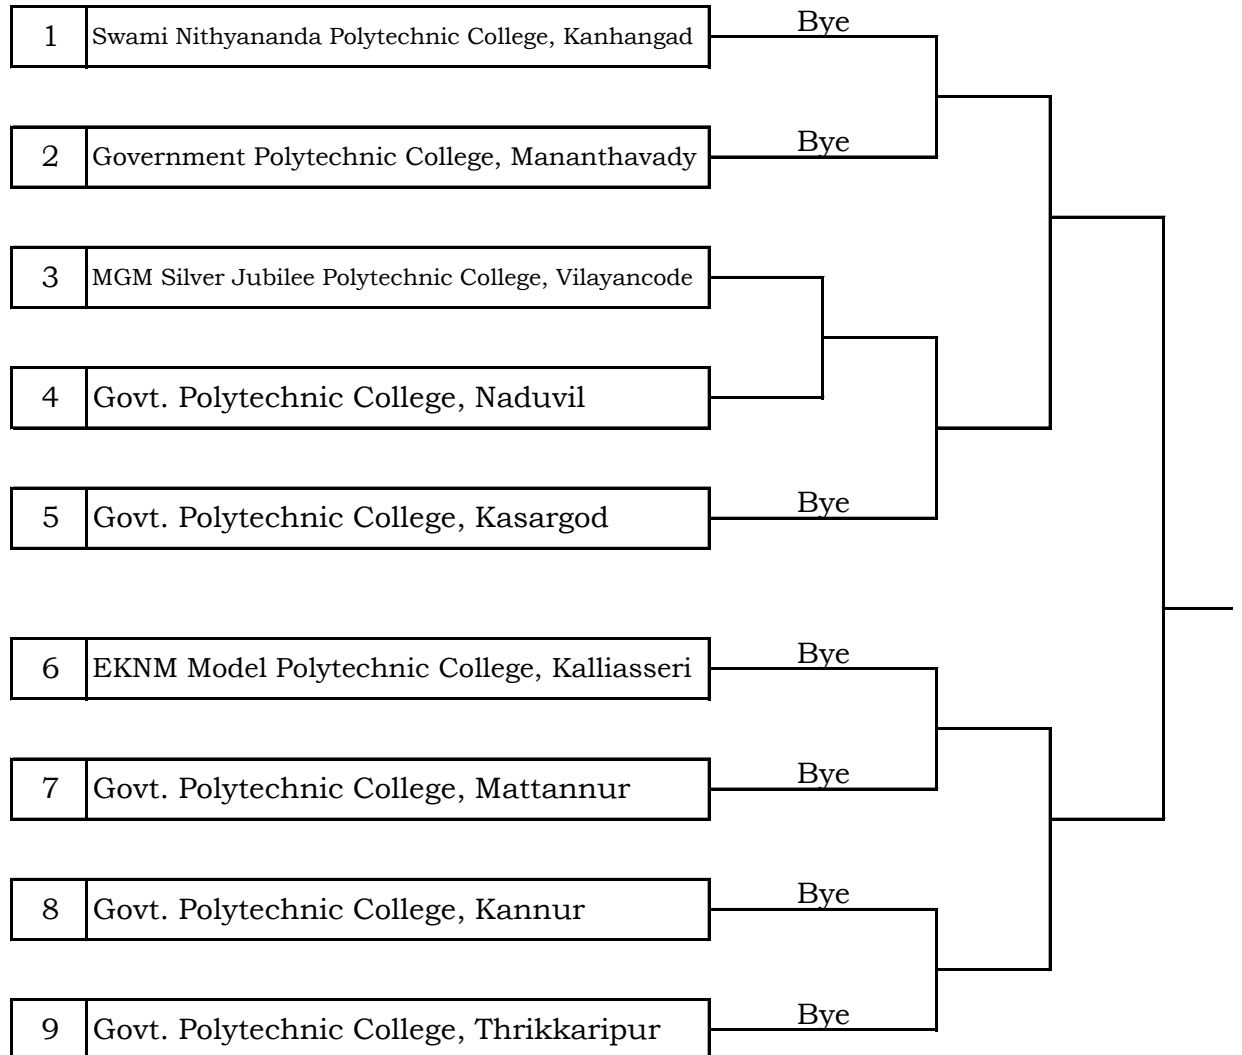 Bye
1 Swami Nithyananda Polytechnic College, Kanhangad
Bye
2 Government Polytechnic College, Mananthavady
3 MGM Silver Jubilee Polytechnic College, Vilayancode
4 Govt. Polytechnic College, Naduvil
Bye
5 Govt. Polytechnic College, Kasargod
Bye
6 EKNM Model Polytechnic College, Kalliasseri
Bye
7 Govt. Polytechnic College, Mattannur
Bye
8 Govt. Polytechnic College, Kannur
Bye
9 Govt. Polytechnic College, Thrikkaripur